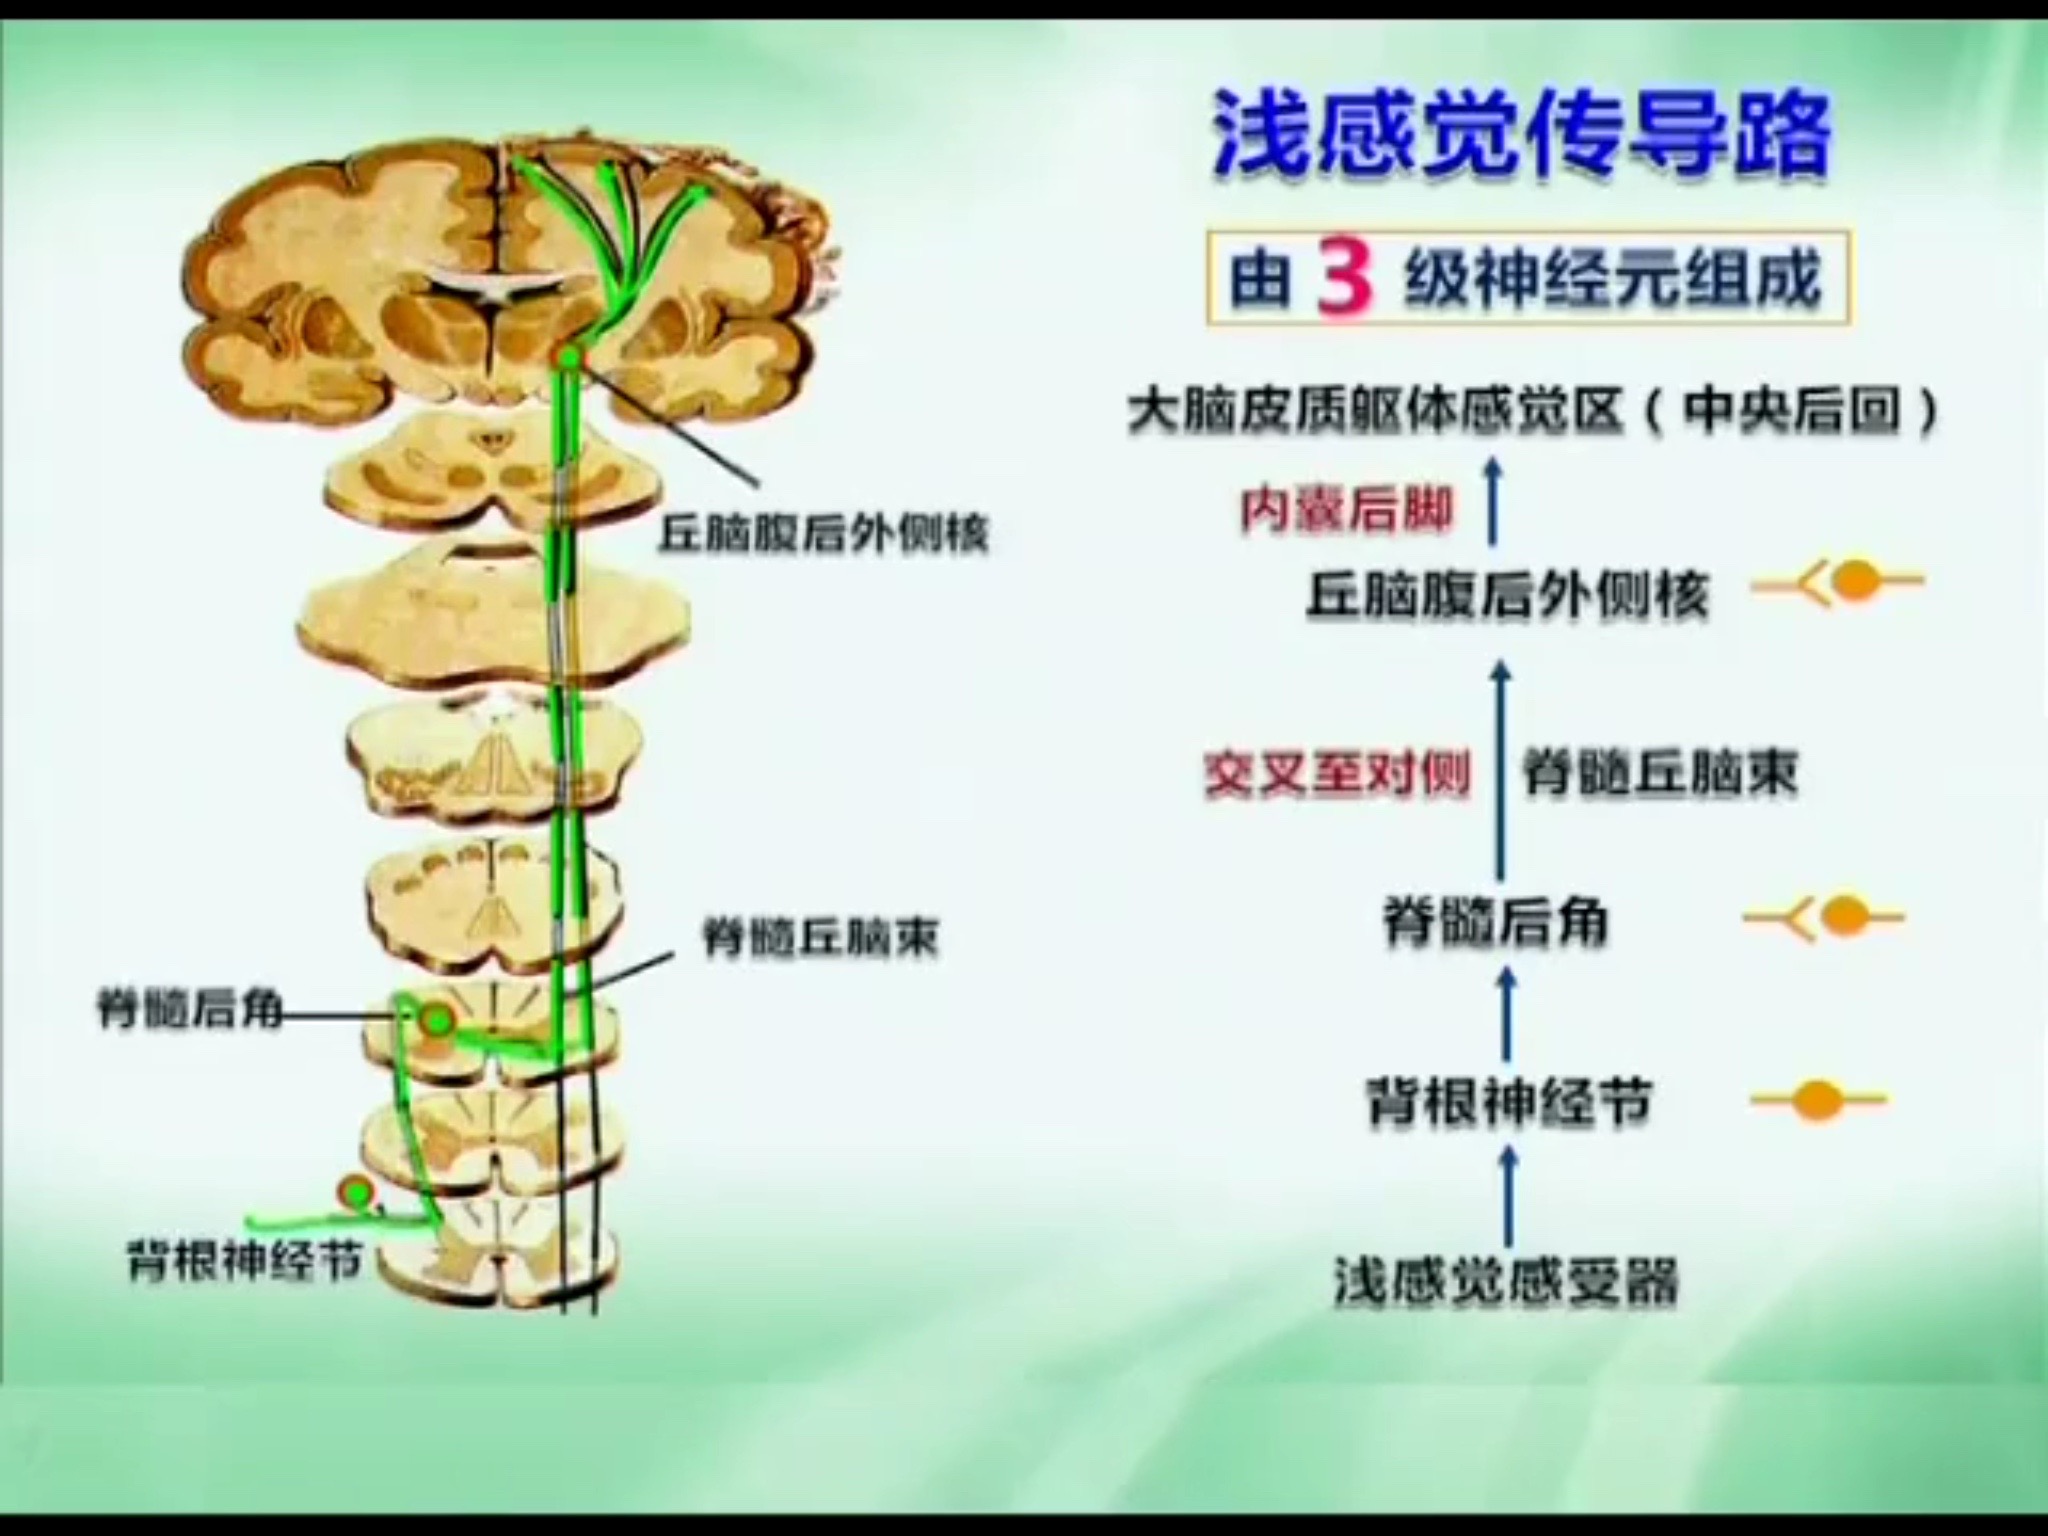 浅感觉传导路
由 3 级神经元组成
大脑皮质躯体感觉区（中央后回）
内囊后脚
丘脑腹后外侧核
交叉至对侧
脊髓丘脑束
脊髓后角
背根神经节
浅感觉感受器
丘脑腹后外侧核
脊髓丘脑束
脊髓后角
背根神经节